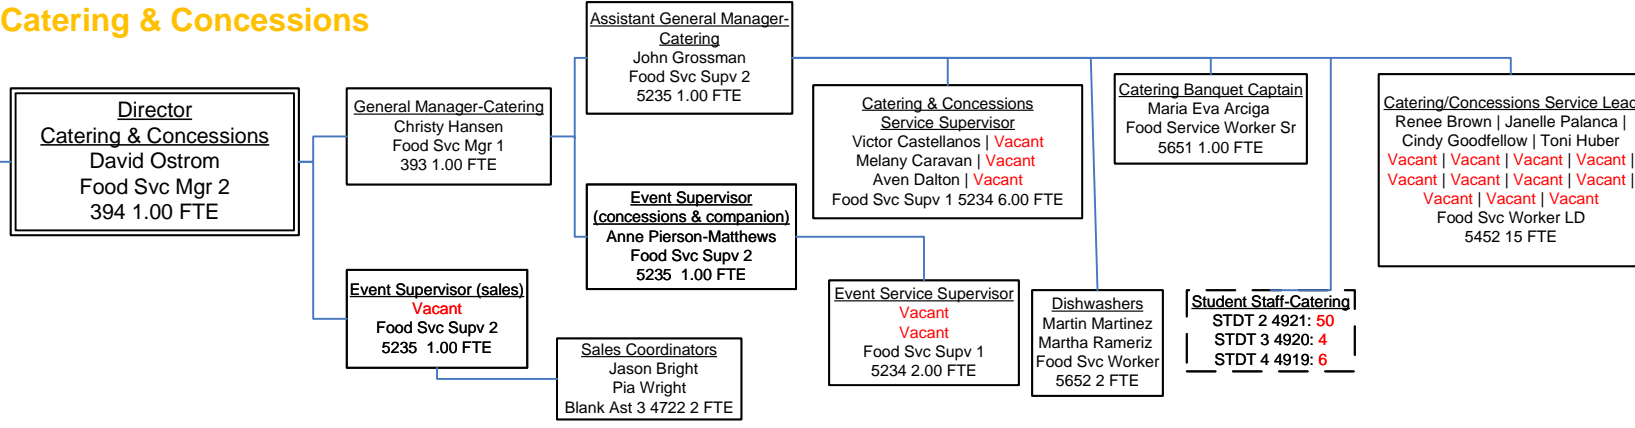 Catering & Concessions
Director
Catering & Concessions
David Ostrom
Food Svc Mgr 2
394 1.00 FTE
General Manager-Catering
Christy Hansen
Food Svc Mgr 1
393 1.00 FTE
Event Supervisor (sales)
Vacant
Food Svc Supv 2
5235 1.00 FTE
Assistant General Manager-
Catering
John Grossman
Food Svc Supv 2
5235 1.00 FTE
Event Supervisor
(concessions & companion)
Anne Pierson-Matthews
Food Svc Supv 2
5235 1.00 FTE
Sales Coordinators
Jason Bright
Pia Wright
Blank Ast 3 4722 2 FTE
Catering & Concessions
Service Supervisor
Victor Castellanos | Vacant
Melany Caravan | Vacant
Aven Dalton | Vacant
Food Svc Supv 1 5234 6.00 FTE
Event Service Supervisor
Vacant
Vacant
Food Svc Supv 1
5234 2.00 FTE
Dishwashers
Martin Martinez
Martha Rameriz
Food Svc Worker
5652 2 FTE
Catering Banquet Captain
Maria Eva Arciga
Food Service Worker Sr
5651 1.00 FTE
Student Staff-Catering
STDT 2 4921: 50
STDT 3 4920: 4
STDT 4 4919: 6
Catering/Concessions Service Lead
Renee Brown | Janelle Palanca |
Cindy Goodfellow | Toni Huber
Vacant | Vacant | Vacant | Vacant |
Vacant | Vacant | Vacant | Vacant |
Vacant | Vacant | Vacant
Food Svc Worker LD
5452 15 FTE